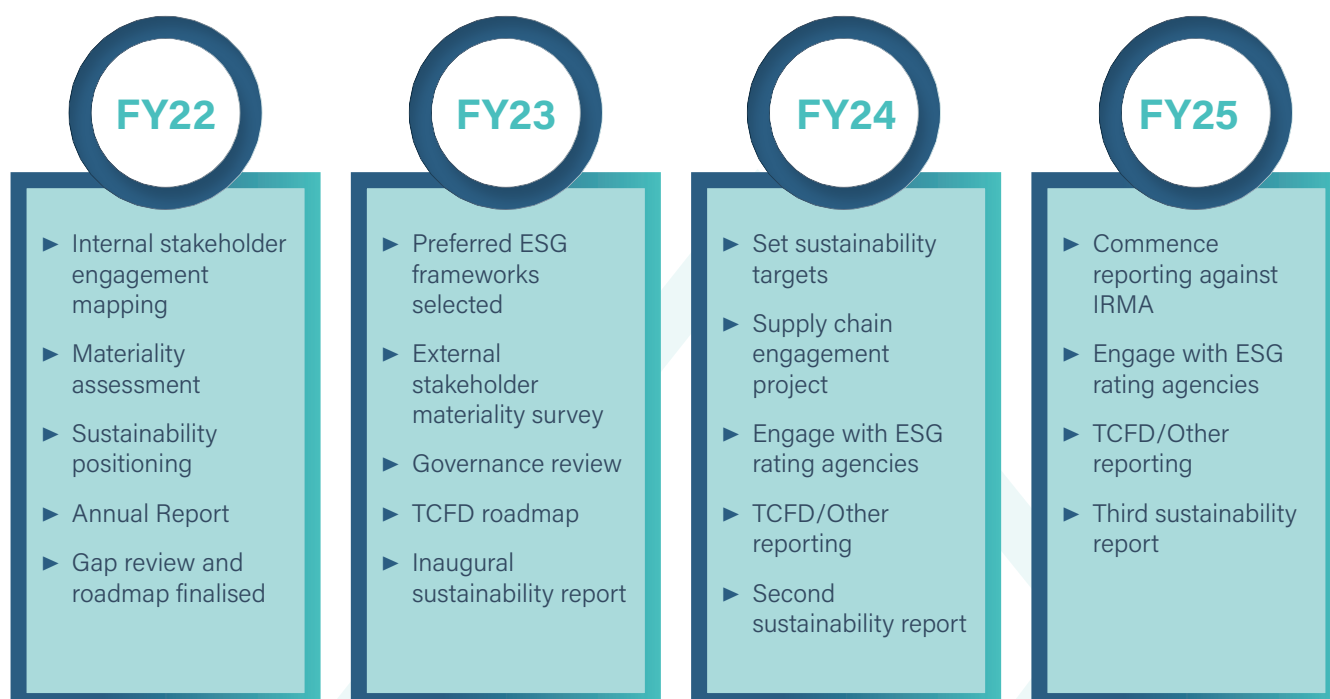 FY22
► Internal stakeholder
engagement
mapping
► Materiality
assessment
► Sustainability
positioning
► Annual Report
► Gap review and
roadmap finalised
FY23
► Preferred ESG
frameworks
selected
► External
stakeholder
materiality survey
► Governance review
► TCFD roadmap
► Inaugural
sustainability report
FY24
► Set sustainability
targets
► Supply chain
engagement
project
► Engage with ESG
rating agencies
► TCFD/Other
reporting
► Second
sustainability report
FY25
► Commence
reporting against
IRMA
► Engage with ESG
rating agencies
► TCFD/Other
reporting
► Third sustainability
report